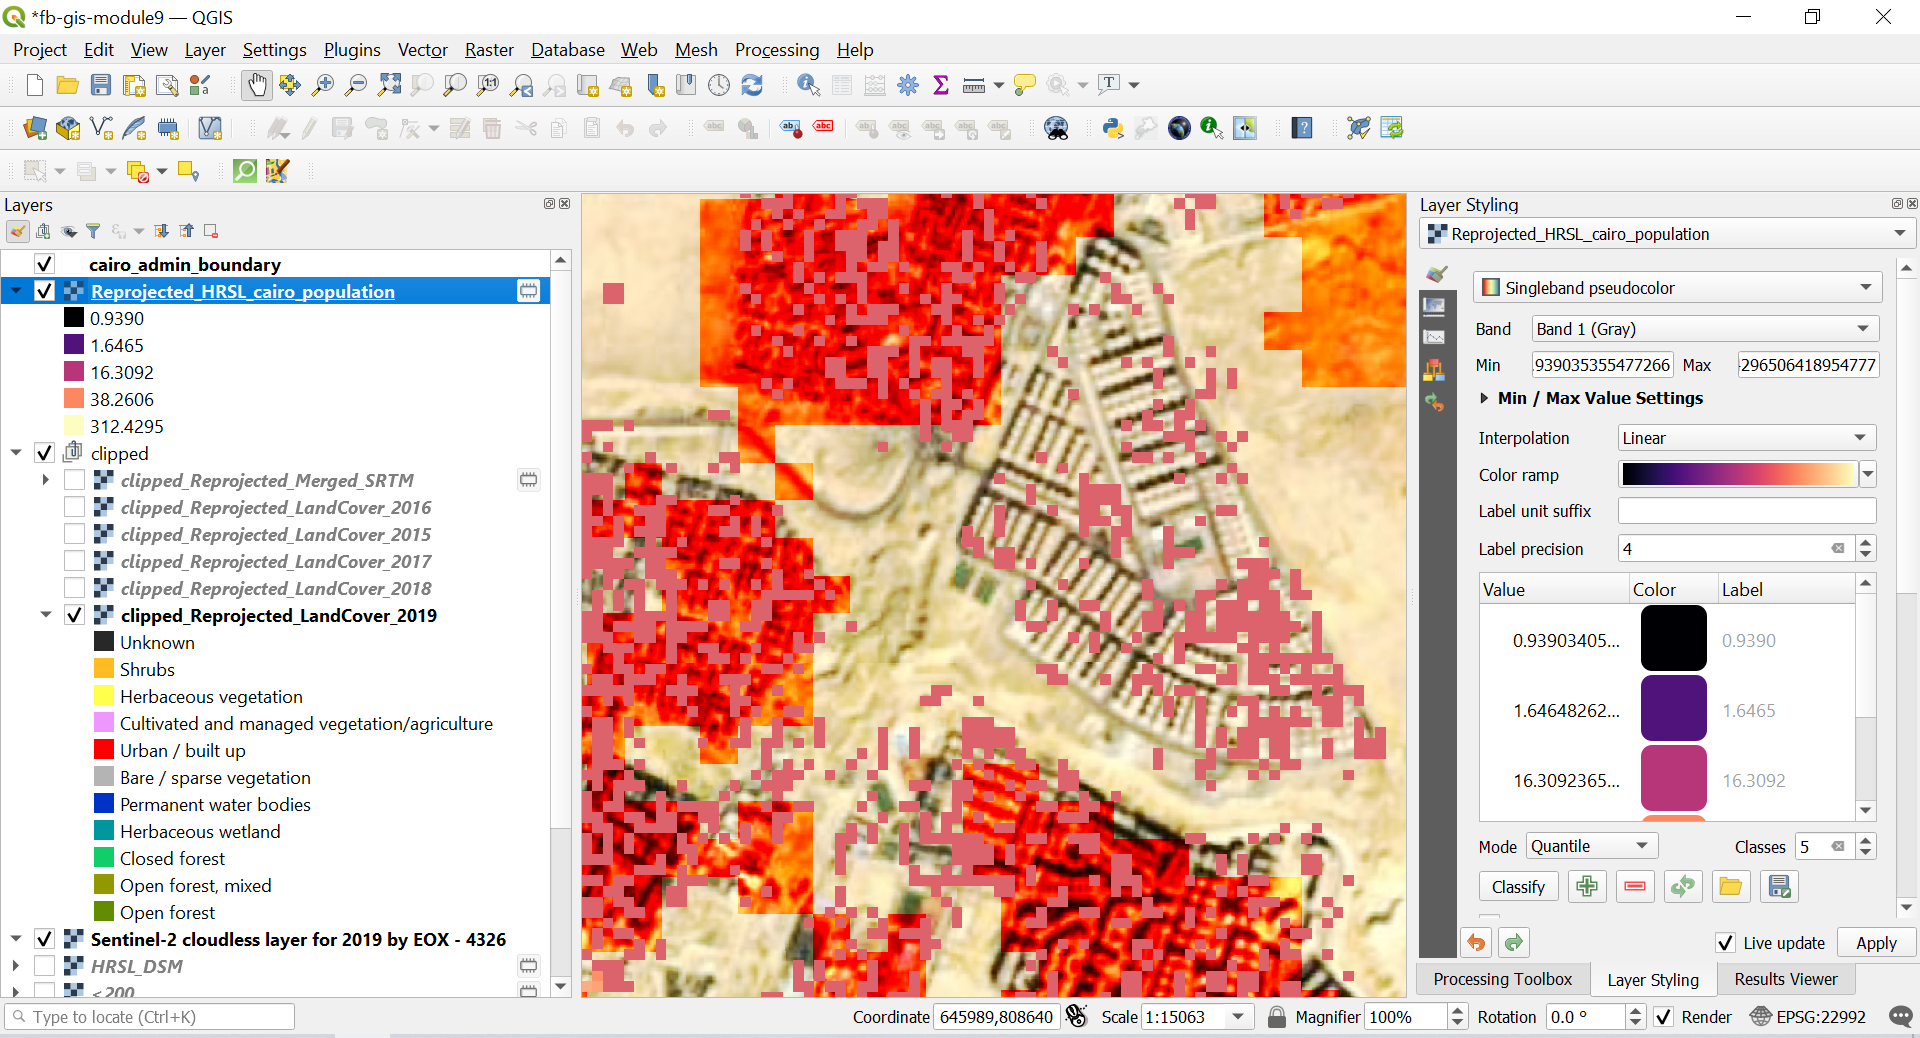 *fb-gis-module9 — QGIS
Project Edit View Layer Settings Plugins Vector Raster Database Web Mesh Processing Help
Layers
cairo_admin_boundary
Reprojected_HRSL_cairo_population
0.9390
1.6465
16.3092
38.2606
312.4295
clipped
clipped_Reprojected_Merged_SRTM
clipped_Reprojected_LandCover_2016
clipped_Reprojected_LandCover_2015
clipped_Reprojected_LandCover_2017
clipped_Reprojected_LandCover_2018
clipped_Reprojected_LandCover_2019
Unknown
Shrubs
Herbaceous vegetation
Cultivated and managed vegetation/agriculture
Urban / built up
Bare / sparse vegetation
Permanent water bodies
Herbaceous wetland
Closed forest
Open forest, mixed
Open forest
Sentinel-2 cloudless layer for 2019 by EOX - 4326
HRSL_DSM
<200
Layer Styling
Reprojected_HRSL_cairo_population
Singleband pseudocolor
Band Band 1 (Gray)
Min .939035355477266 Max 296506418954777
Min / Max Value Settings
Interpolation Linear
Color ramp
Label unit suffix
Label precision 4
Value Color Label
0.93903405... 0.9390
1.64648262... 1.6465
16.3092365... 16.3092
Mode Quantile Classes 5
Classify
Live update Apply
Processing Toolbox Layer Styling Results Viewer
Type to locate (Ctrl+K) Coordinate 645989,808640 Scale 1:15063 Magnifier 100% Rotation 0.0 ° Render EPSG:22992